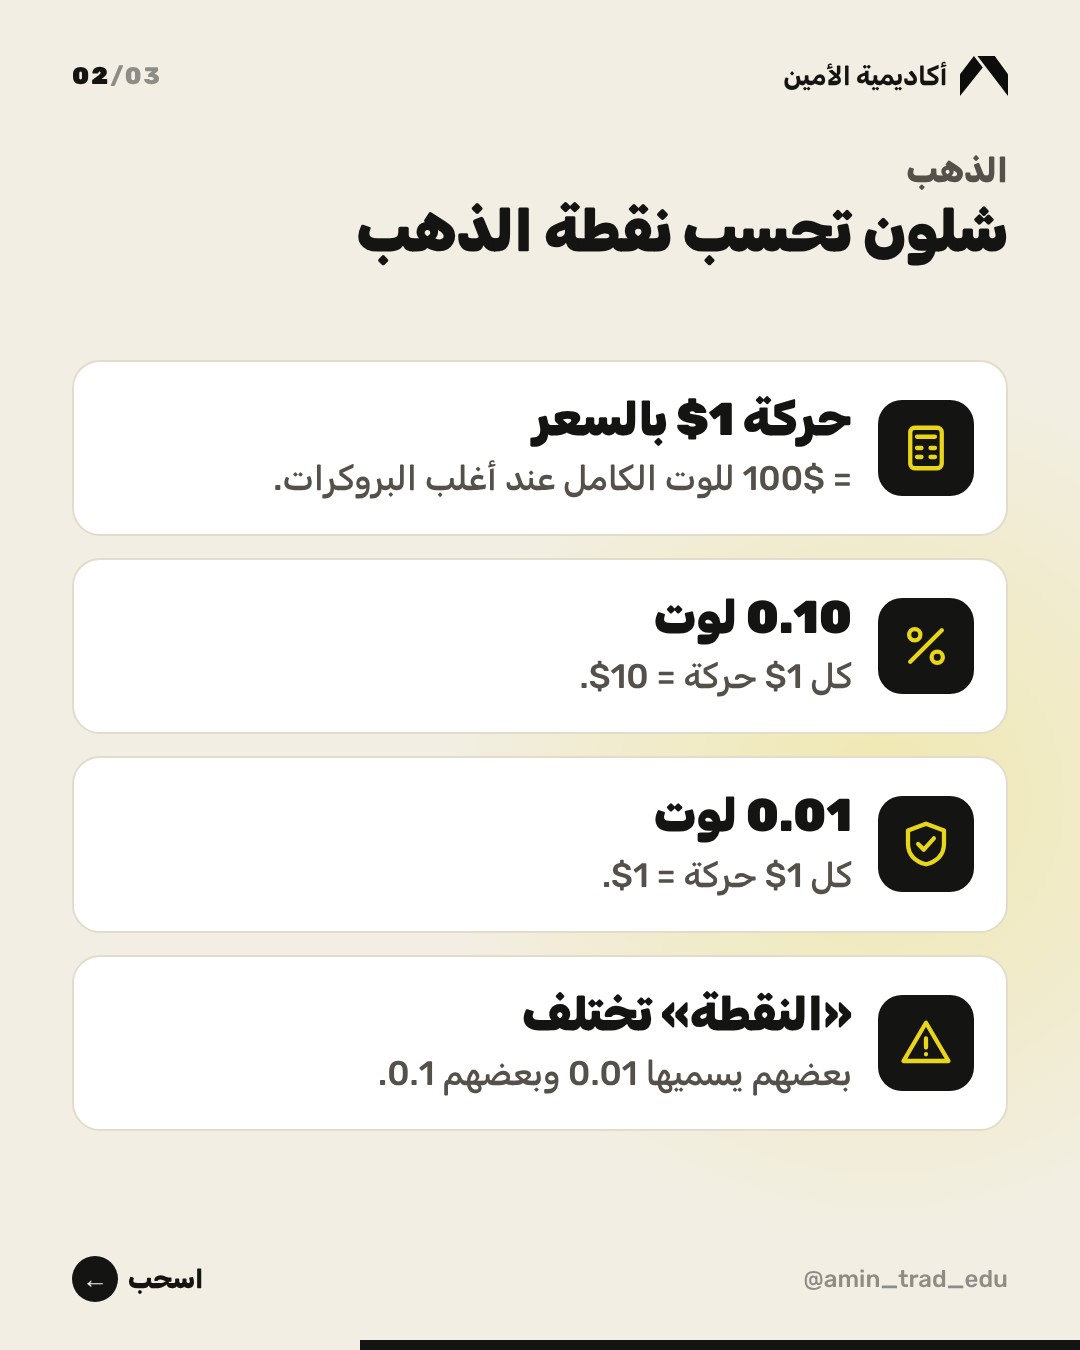 أكاديمية الأمين
02/03
الذهب
شلون تحسب نقطة الذهب
حركة 1$ بالسعر
= 100$ للوت الكامل عند أغلب البروكرات.
0.10 لوت
كل 1$ حركة = 10$.
0.01 لوت
كل 1$ حركة = 1$.
«النقطة» تختلف
بعضهم يسميها 0.01 وبعضهم 0.1.
@amin_trad_edu
اسحب ←